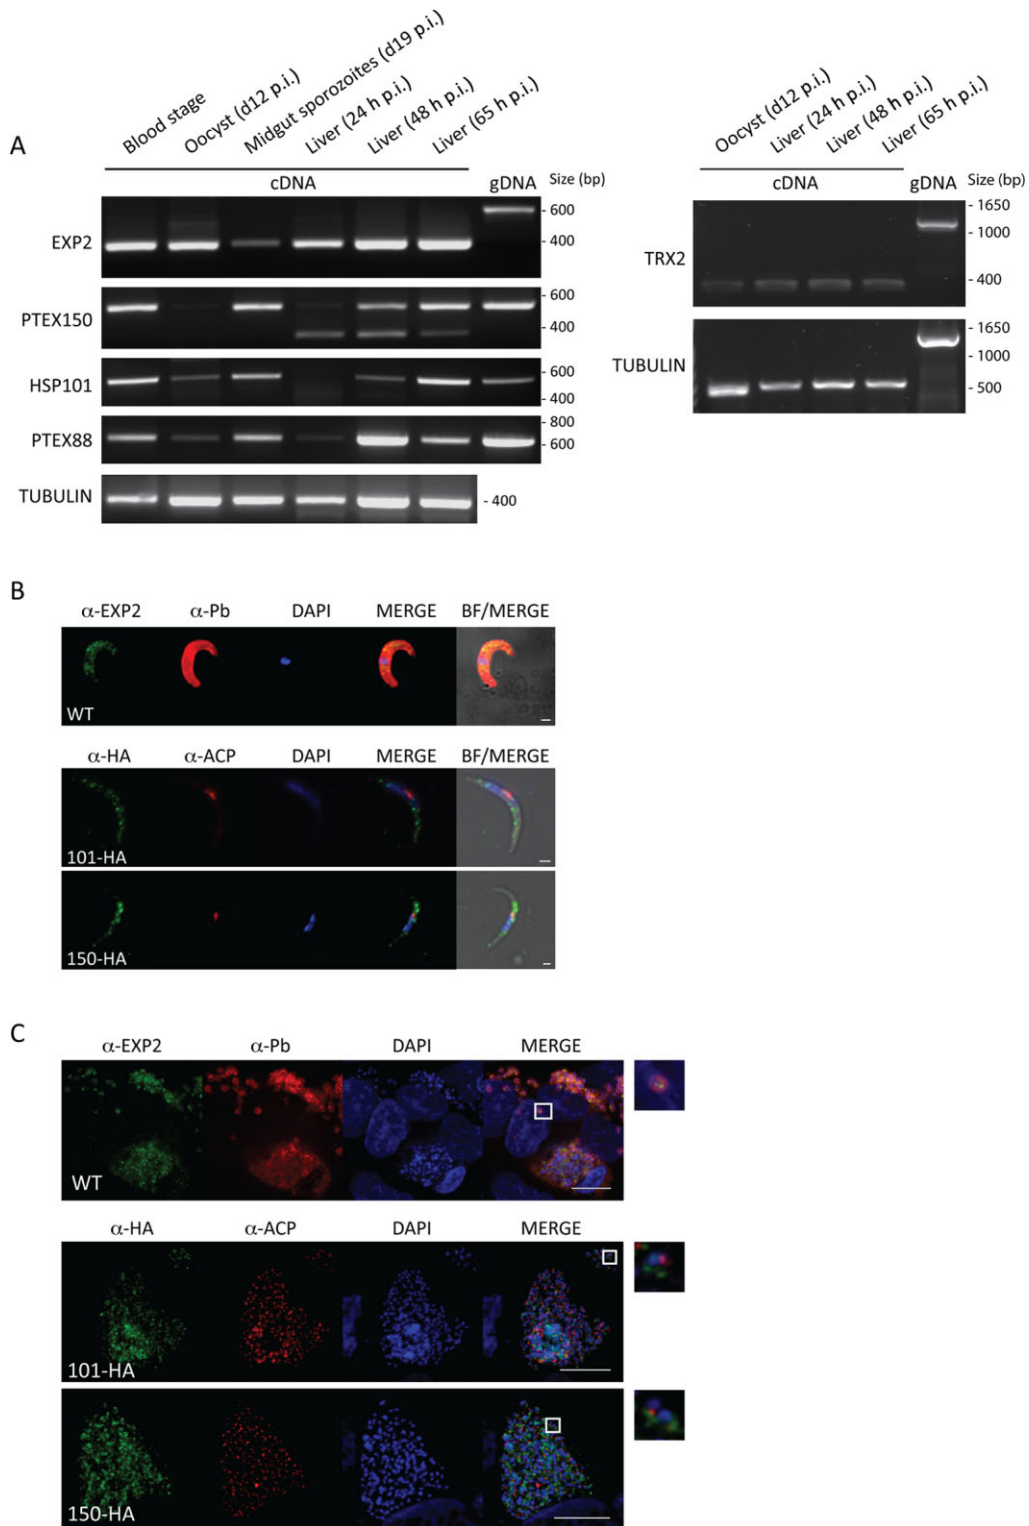 A
Blood stage
Oocyst (d12 p.i.)
Midgut sporozoites (d19 p.i.)
Liver (24 h p.i.)
Liver (48 h p.i.)
Liver (65 h p.i.)
cDNA
gDNA
Size (bp)
EXP2
- 600
- 400
PTEX150
- 600
- 400
HSP101
- 600
- 400
PTEX88
- 800
- 600
TUBULIN
- 400
Oocyst (d12 p.i.)
Liver (24 h p.i.)
Liver (48 h p.i.)
Liver (65 h p.i.)
cDNA
gDNA
Size (bp)
TRX2
- 1650
- 1000
- 400
TUBULIN
- 1650
- 1000
- 500
B
α-EXP2 α-Pb DAPI MERGE BF/MERGE
WT
α-HA α-ACP DAPI MERGE BF/MERGE
101-HA
150-HA
C
α-EXP2 α-Pb DAPI MERGE
WT
α-HA α-ACP DAPI MERGE
101-HA
150-HA